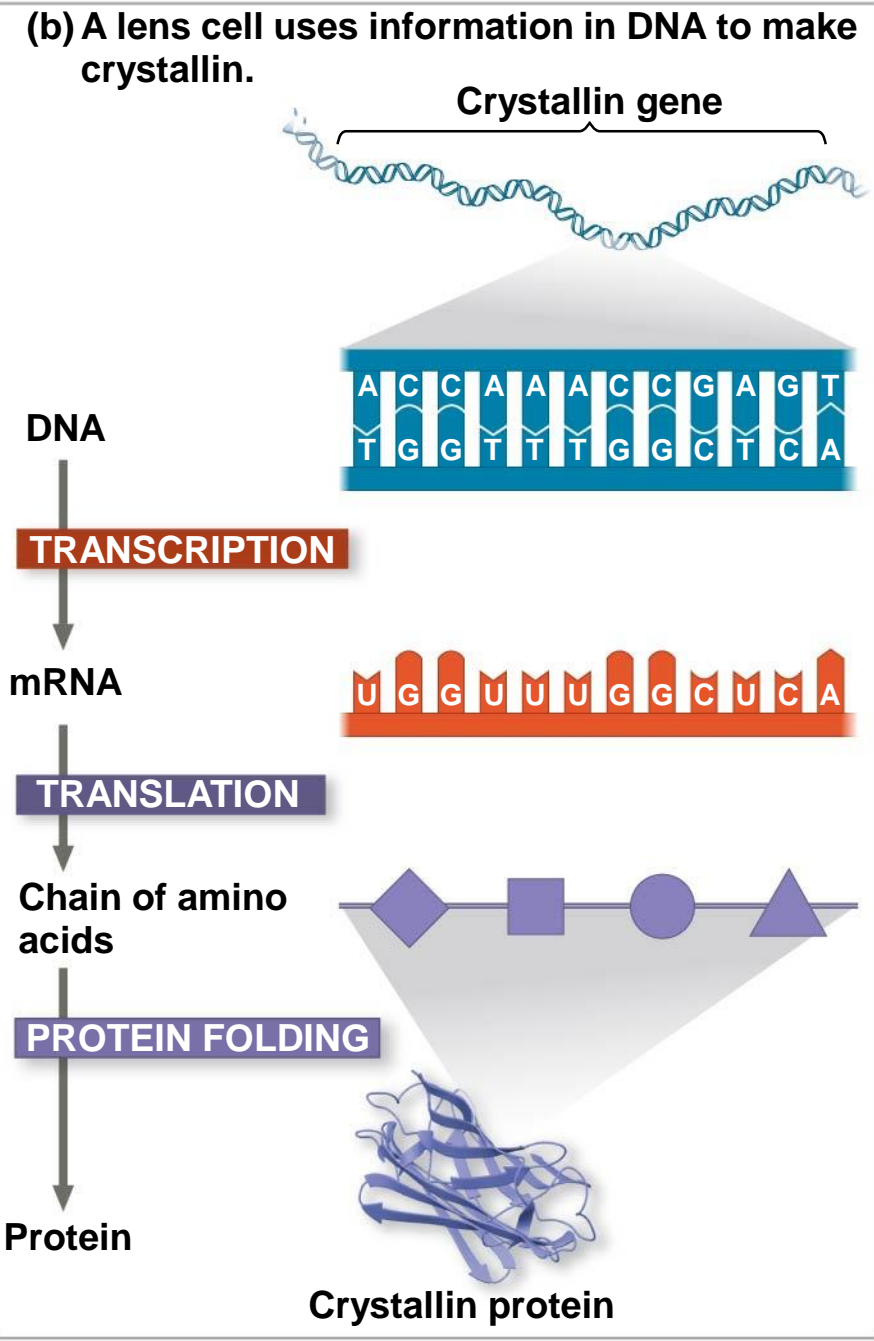 (b) A lens cell uses information in DNA to make
crystallin.
Crystallin gene
A C C A A A C C G A G T
DNA
T G G T T T G G C T C A
TRANSCRIPTION
mRNA
U G G U U U G G C U C A
TRANSLATION
Chain of amino
acids
PROTEIN FOLDING
Protein
Crystallin protein